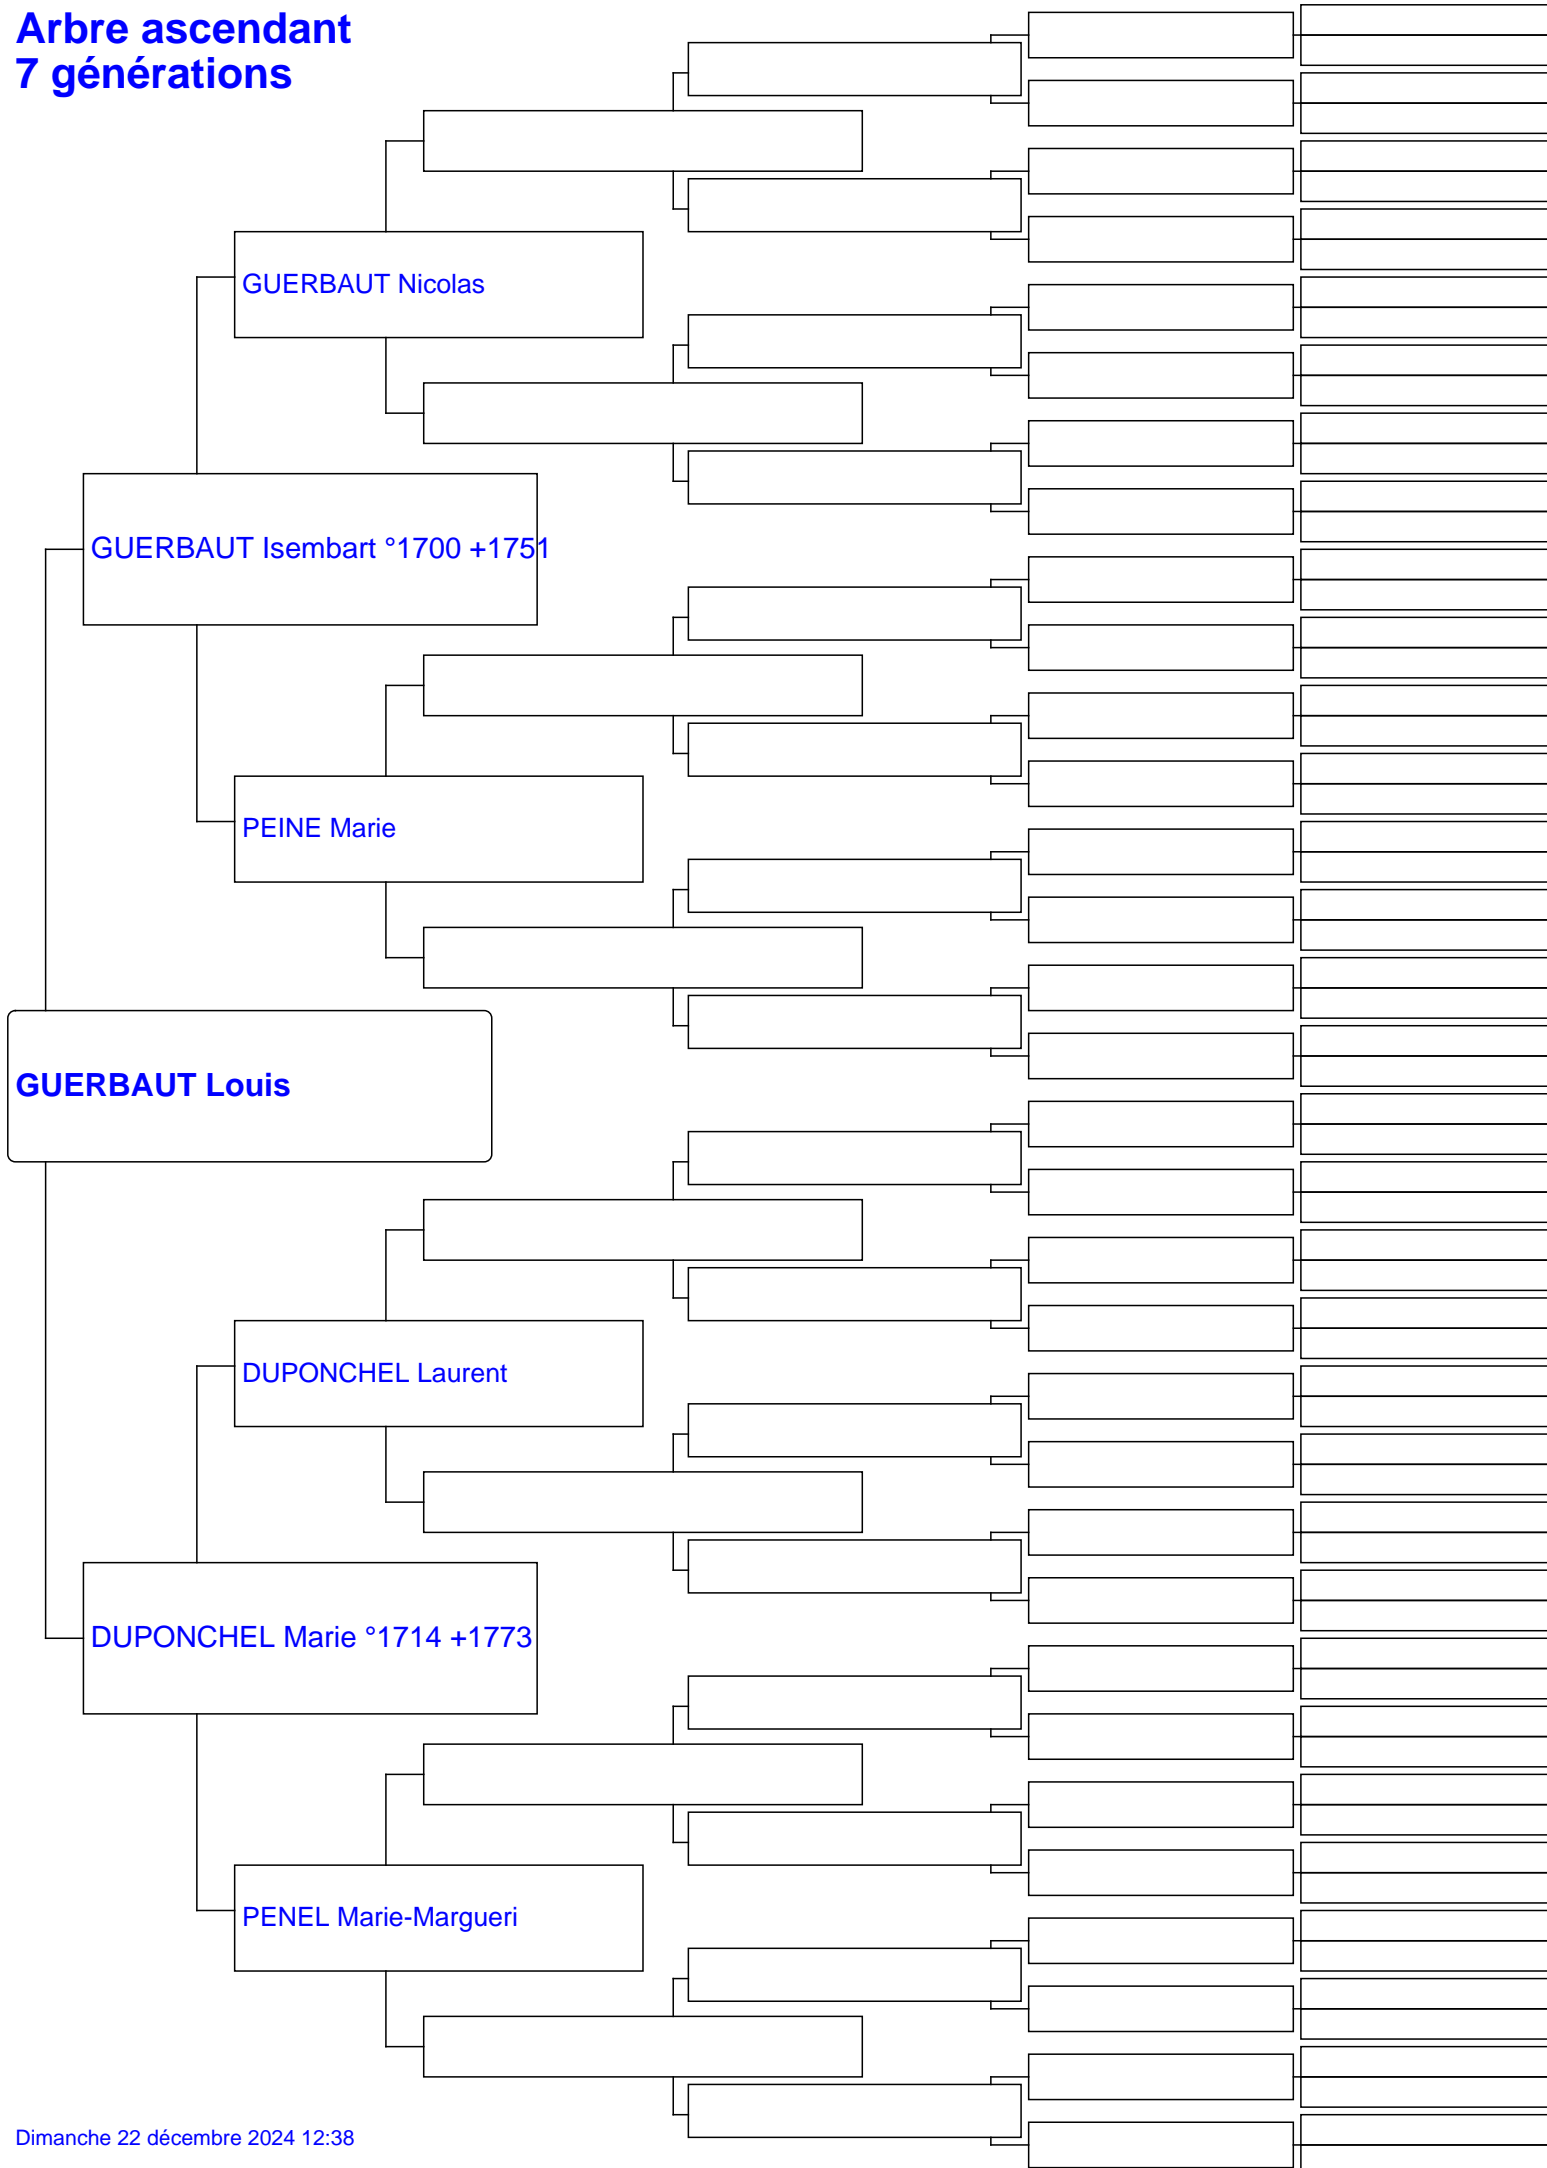 Arbre ascendant
7 générations
GUERBAUT Nicolas
GUERBAUT Isembart °1700 +1751
PEINE Marie
GUERBAUT Louis
DUPONCHEL Laurent
DUPONCHEL Marie °1714 +1773
PENEL Marie-Margueri
Dimanche 22 décembre 2024 12:38